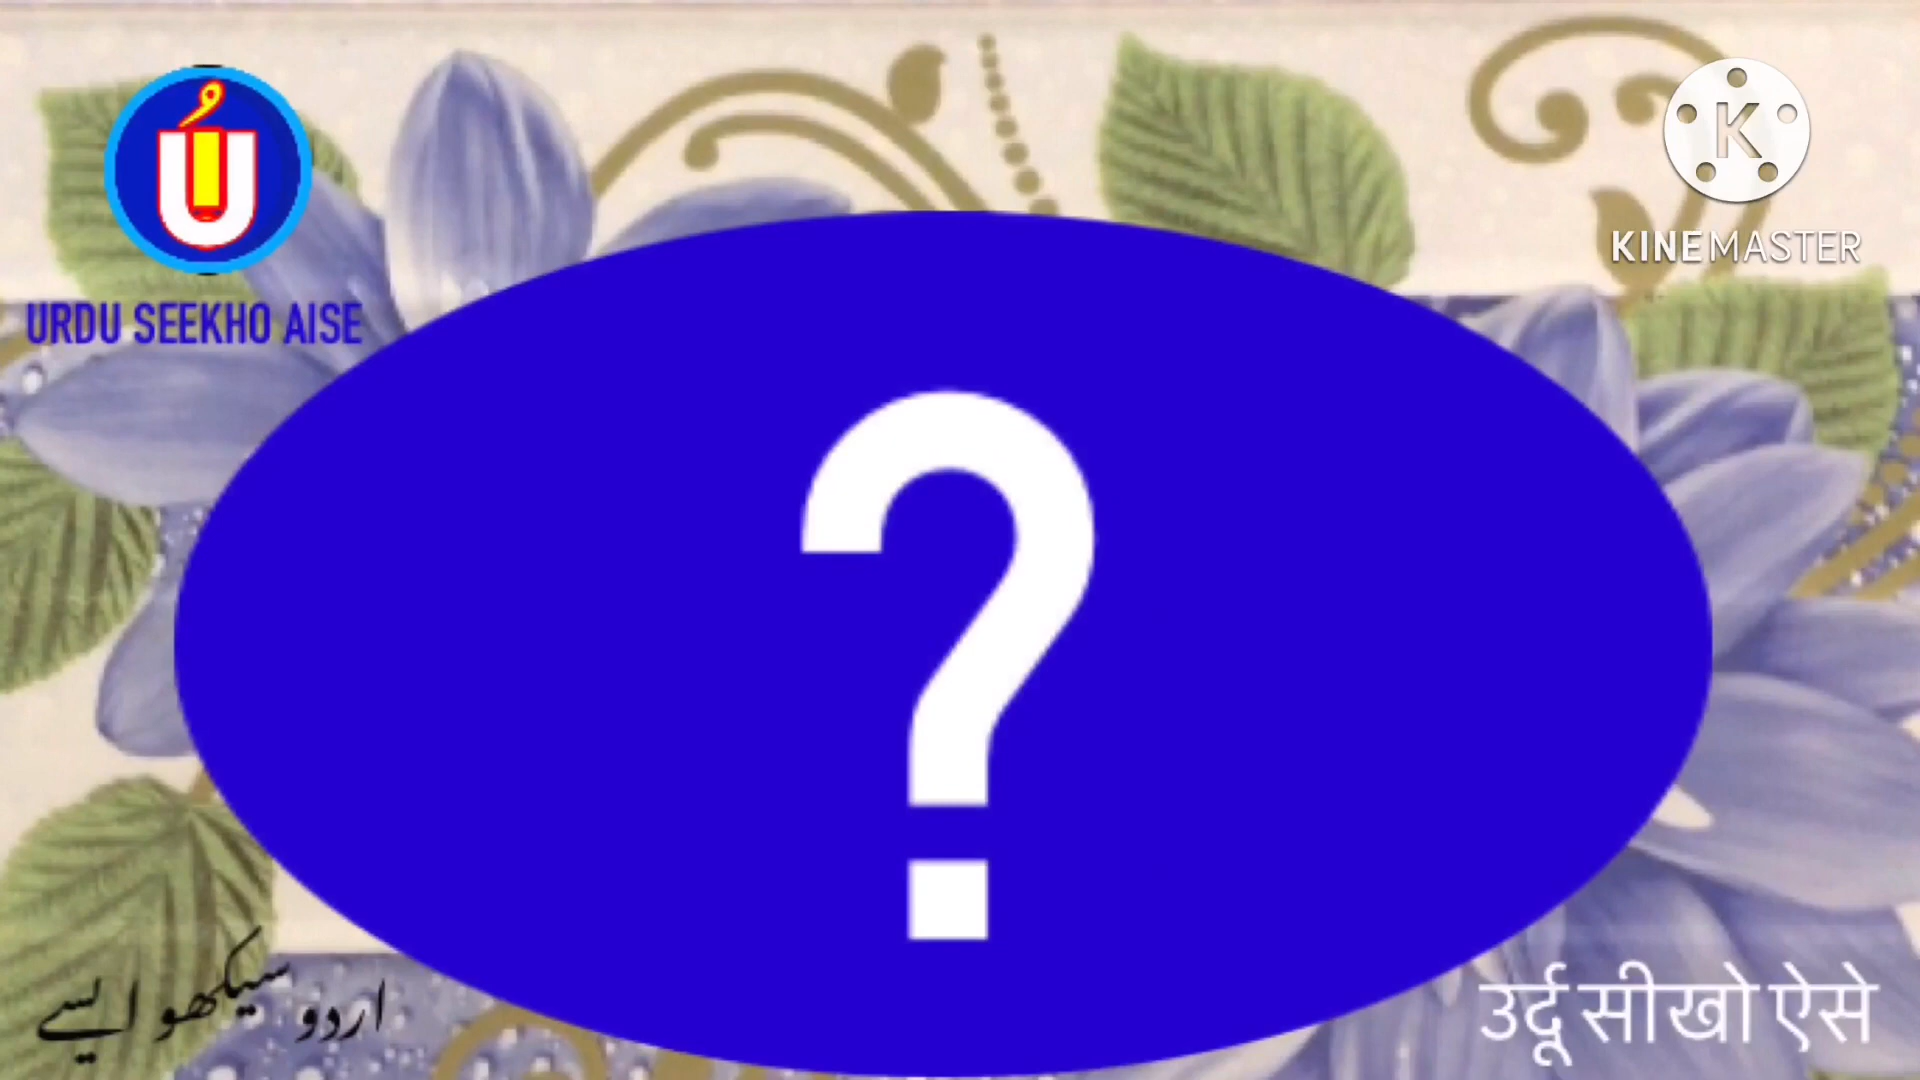 K
KINEMASTER
URDU SEEKHO AISE
?
اردو سیکھو ایسے
उर्दू सीखो ऐसे